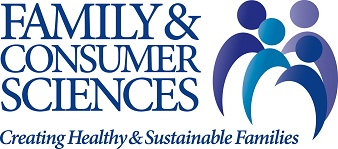 FAMILY &
CONSUMER
SCIENCES
Creating Healthy & Sustainable Families